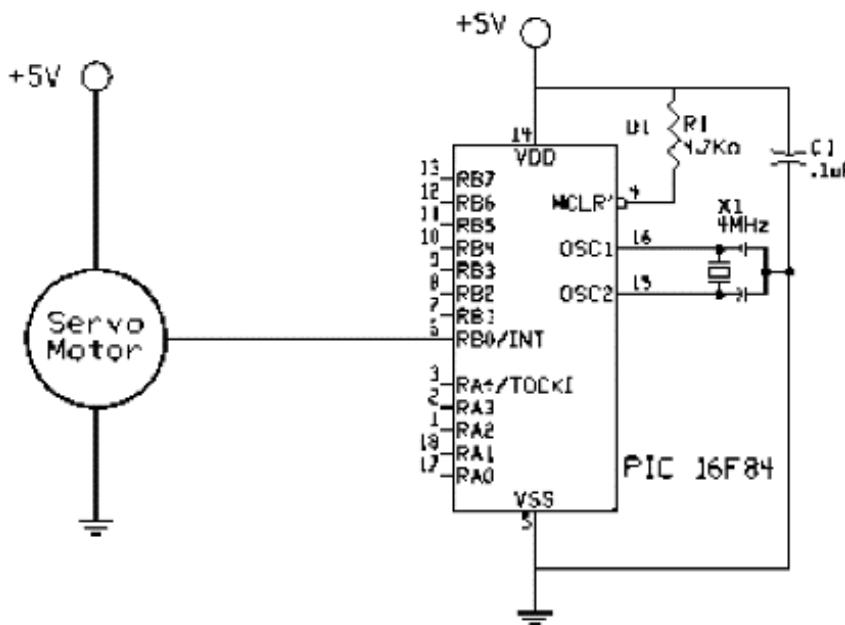 +5V
+5V
Servo
Motor
14
VDD
U1
R1
4.7KΩ
C1
13 RB7
12 RB6
11 RB5
10 RB4
9 RB3
8 RB2
7 RB1
6 RB0/INT
3 RA4/TOCKI
2 RA3
1 RA2
18 RA1
17 RA0
MCLR' 4
OSC1 16
OSC2 15
X1
4MHz
VSS
5
PIC 16F84